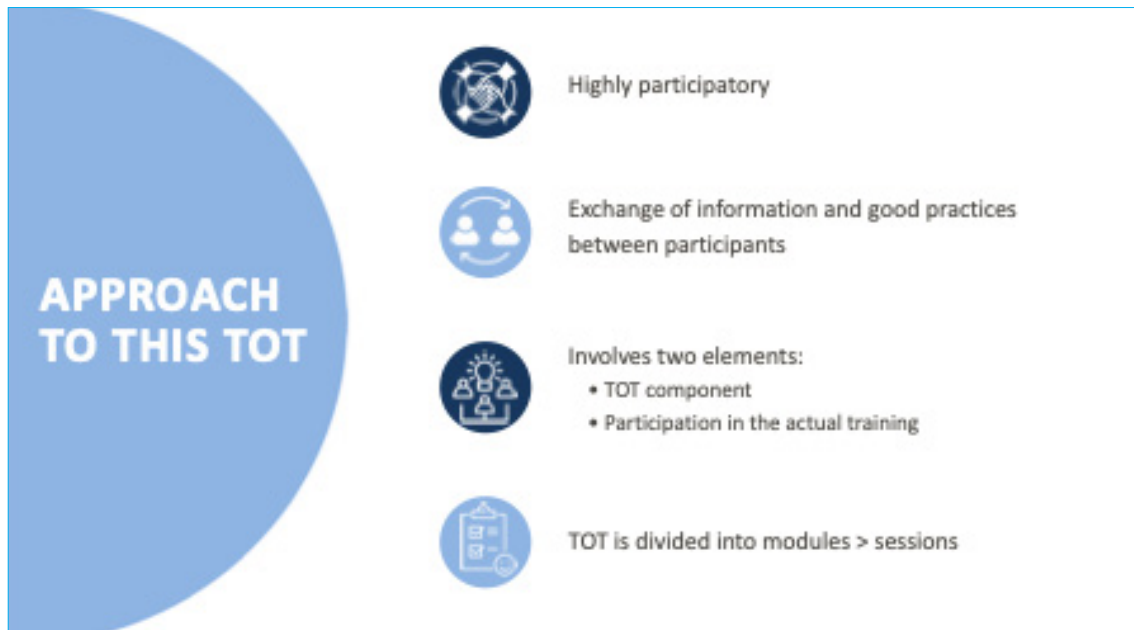 APPROACH
TO THIS TOT
Highly participatory
Exchange of information and good practices
between participants
Involves two elements:
• TOT component
• Participation in the actual training
TOT is divided into modules > sessions